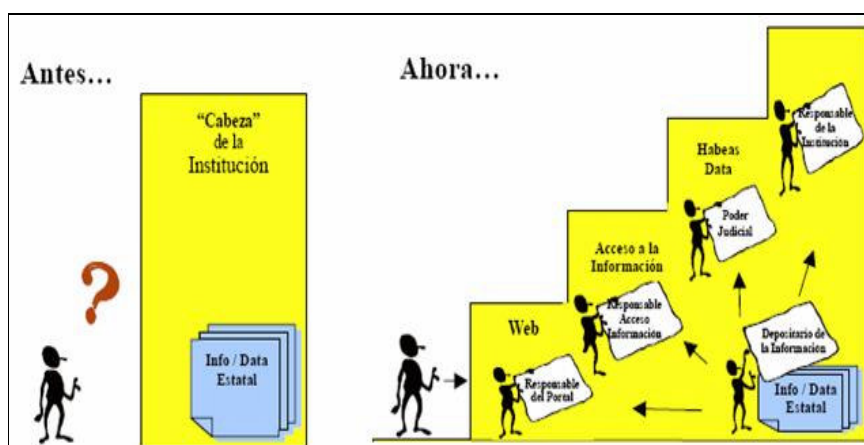 Antes...
“Cabeza”
de la
Institución
?
Info / Data
Estatal
Ahora...
Web
Responsable
del Portal
Acceso a la
Información
Responsable
Acceso
Información
Habeas
Data
Poder
Judicial
Responsable
de la
Institución
Depositario de
la Información
Info / Data
Estatal